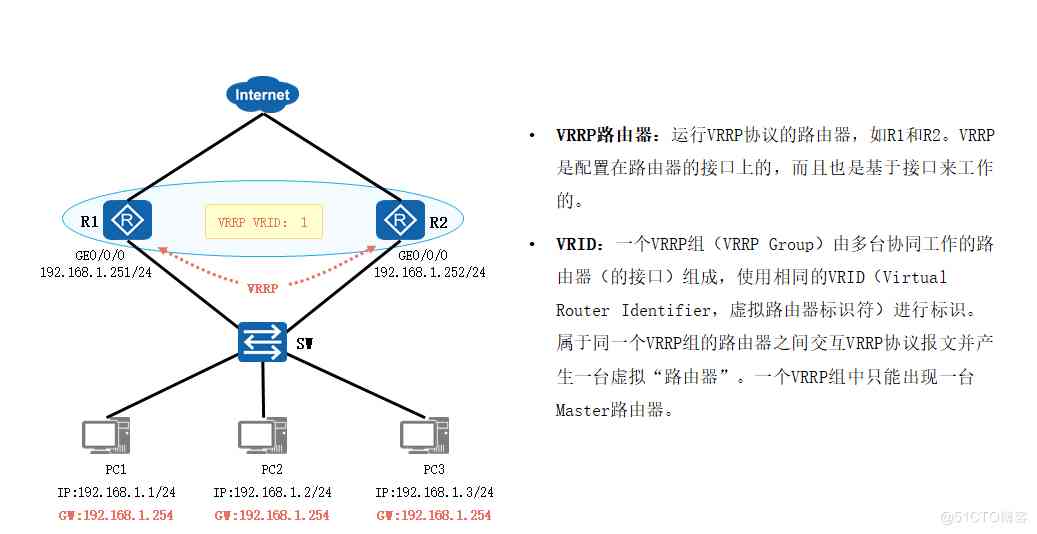 Internet
R1
VRRP VRID: 1
R2
GE0/0/0
192.168.1.251/24
GE0/0/0
192.168.1.252/24
VRRP
SW
PC1
PC2
PC3
IP:192.168.1.1/24
IP:192.168.1.2/24
IP:192.168.1.3/24
GW:192.168.1.254
GW:192.168.1.254
GW:192.168.1.254
• VRRP路由器：运行VRRP协议的路由器，如R1和R2。VRRP
是配置在路由器的接口上的，而且也是基于接口来工作
的。
• VRID：一个VRRP组（VRRP Group）由多台协同工作的路
由器（的接口）组成，使用相同的VRID（Virtual
Router Identifier，虚拟路由器标识符）进行标识。
属于同一个VRRP组的路由器之间交互VRRP协议报文并产
生一台虚拟“路由器”。一个VRRP组中只能出现一台
Master路由器。
@51CTO博客